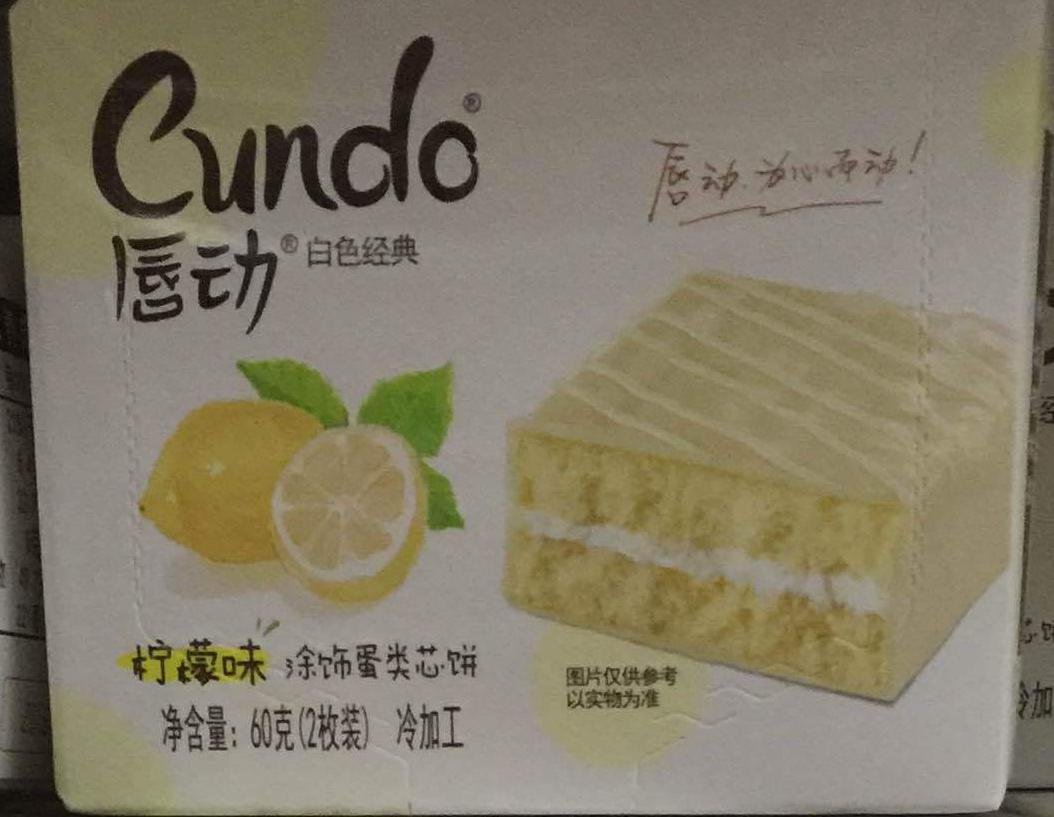 Cundo®
唇动® 白色经典
唇动.为心而动!
柠檬味 涂饰蛋类芯饼
净含量: 60克(2枚装) 冷加工
图片仅供参考
以实物为准